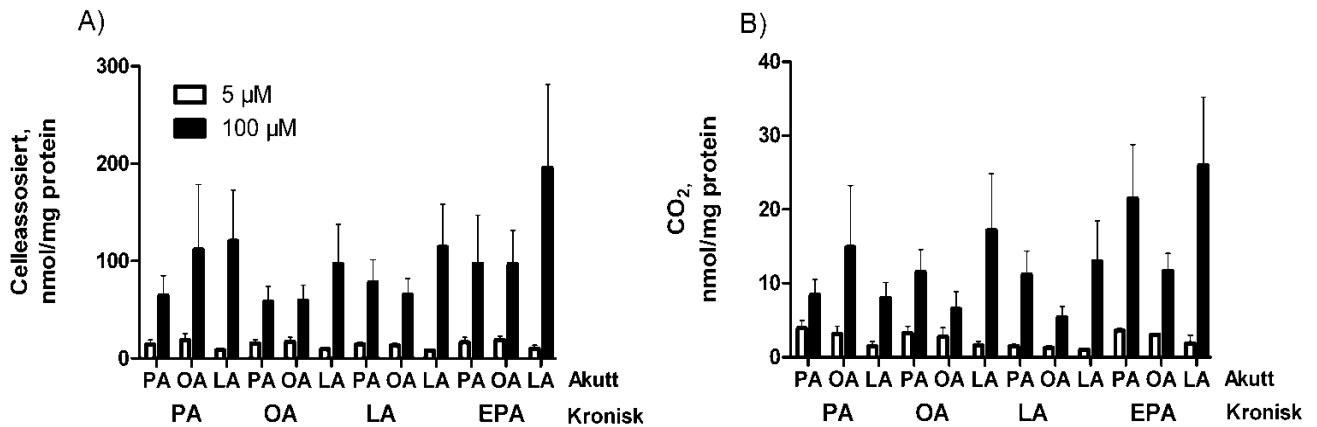 A)
Celleassosiert,
nmol/mg protein
300
200
100
0
5 µM
100 µM
PA OA LA PA OA LA PA OA LA PA OA LA Akutt
PA OA LA EPA Kronisk
B)
CO₂,
nmol/mg protein
40
30
20
10
0
PA OA LA PA OA LA PA OA LA PA OA LA Akutt
PA OA LA EPA Kronisk